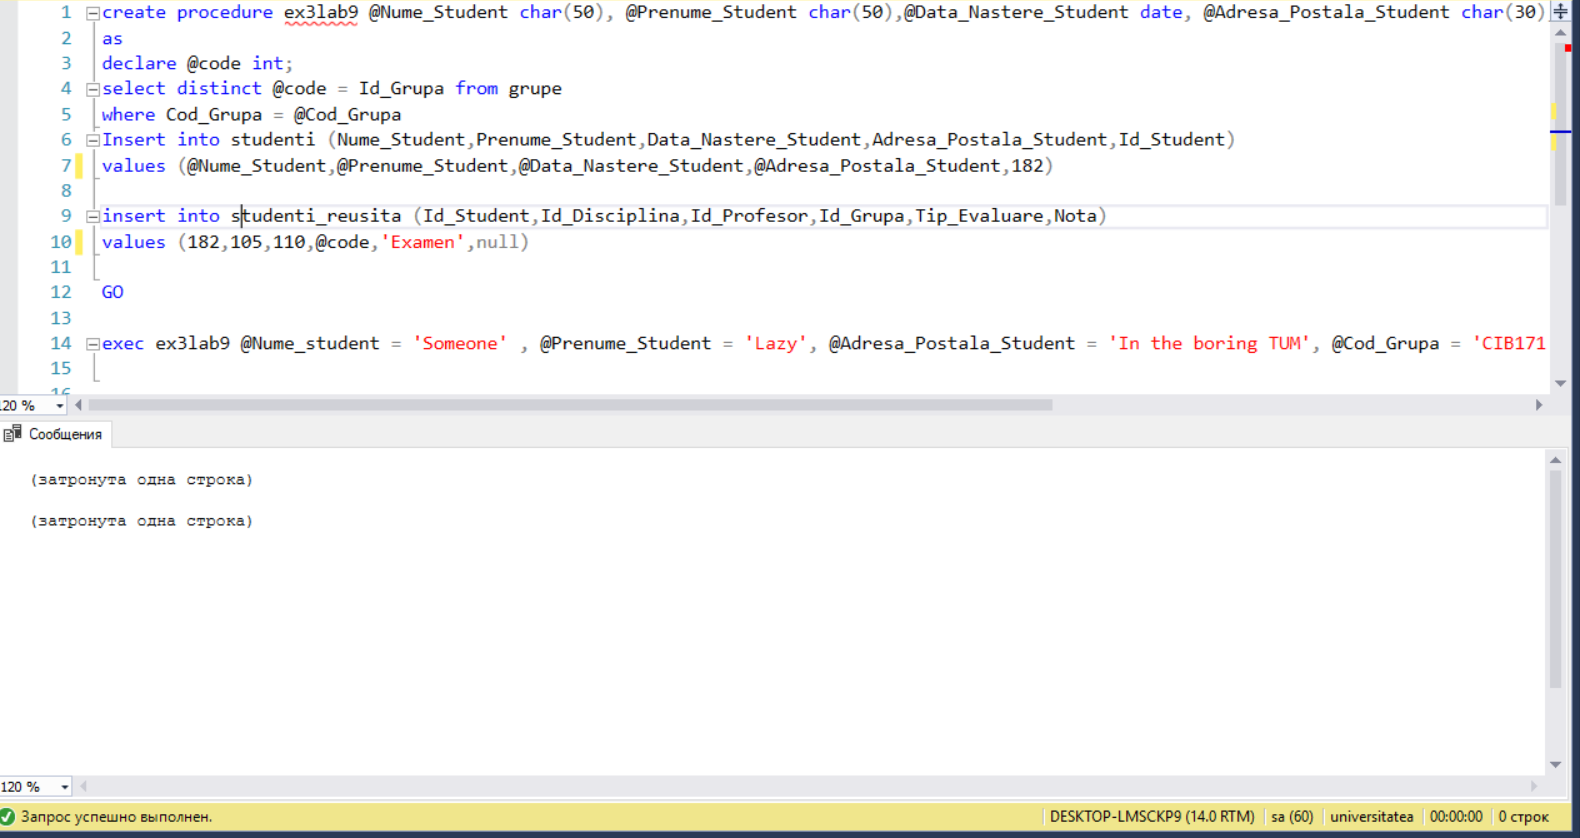 1 create procedure ex3lab9 @Nume_Student char(50), @Prenume_Student char(50),@Data_Nastere_Student date, @Adresa_Postala_Student char(30)
2 as
3 declare @code int;
4 select distinct @code = Id_Grupa from grupe
5 where Cod_Grupa = @Cod_Grupa
6 Insert into studenti (Nume_Student,Prenume_Student,Data_Nastere_Student,Adresa_Postala_Student,Id_Student)
7 values (@Nume_Student,@Prenume_Student,@Data_Nastere_Student,@Adresa_Postala_Student,182)
8
9 insert into studenti_reusita (Id_Student,Id_Disciplina,Id_Profesor,Id_Grupa,Tip_Evaluare,Nota)
10 values (182,105,110,@code,'Examen',null)
11
12 GO
13
14 exec ex3lab9 @Nume_student = 'Someone' , @Prenume_Student = 'Lazy', @Adresa_Postala_Student = 'In the boring TUM', @Cod_Grupa = 'CIB171
15
16
120 %
Сообщения
(затронута одна строка)
(затронута одна строка)
120 %
Запрос успешно выполнен. DESKTOP-LMSCKP9 (14.0 RTM) sa (60) universitatea 00:00:00 0 строк